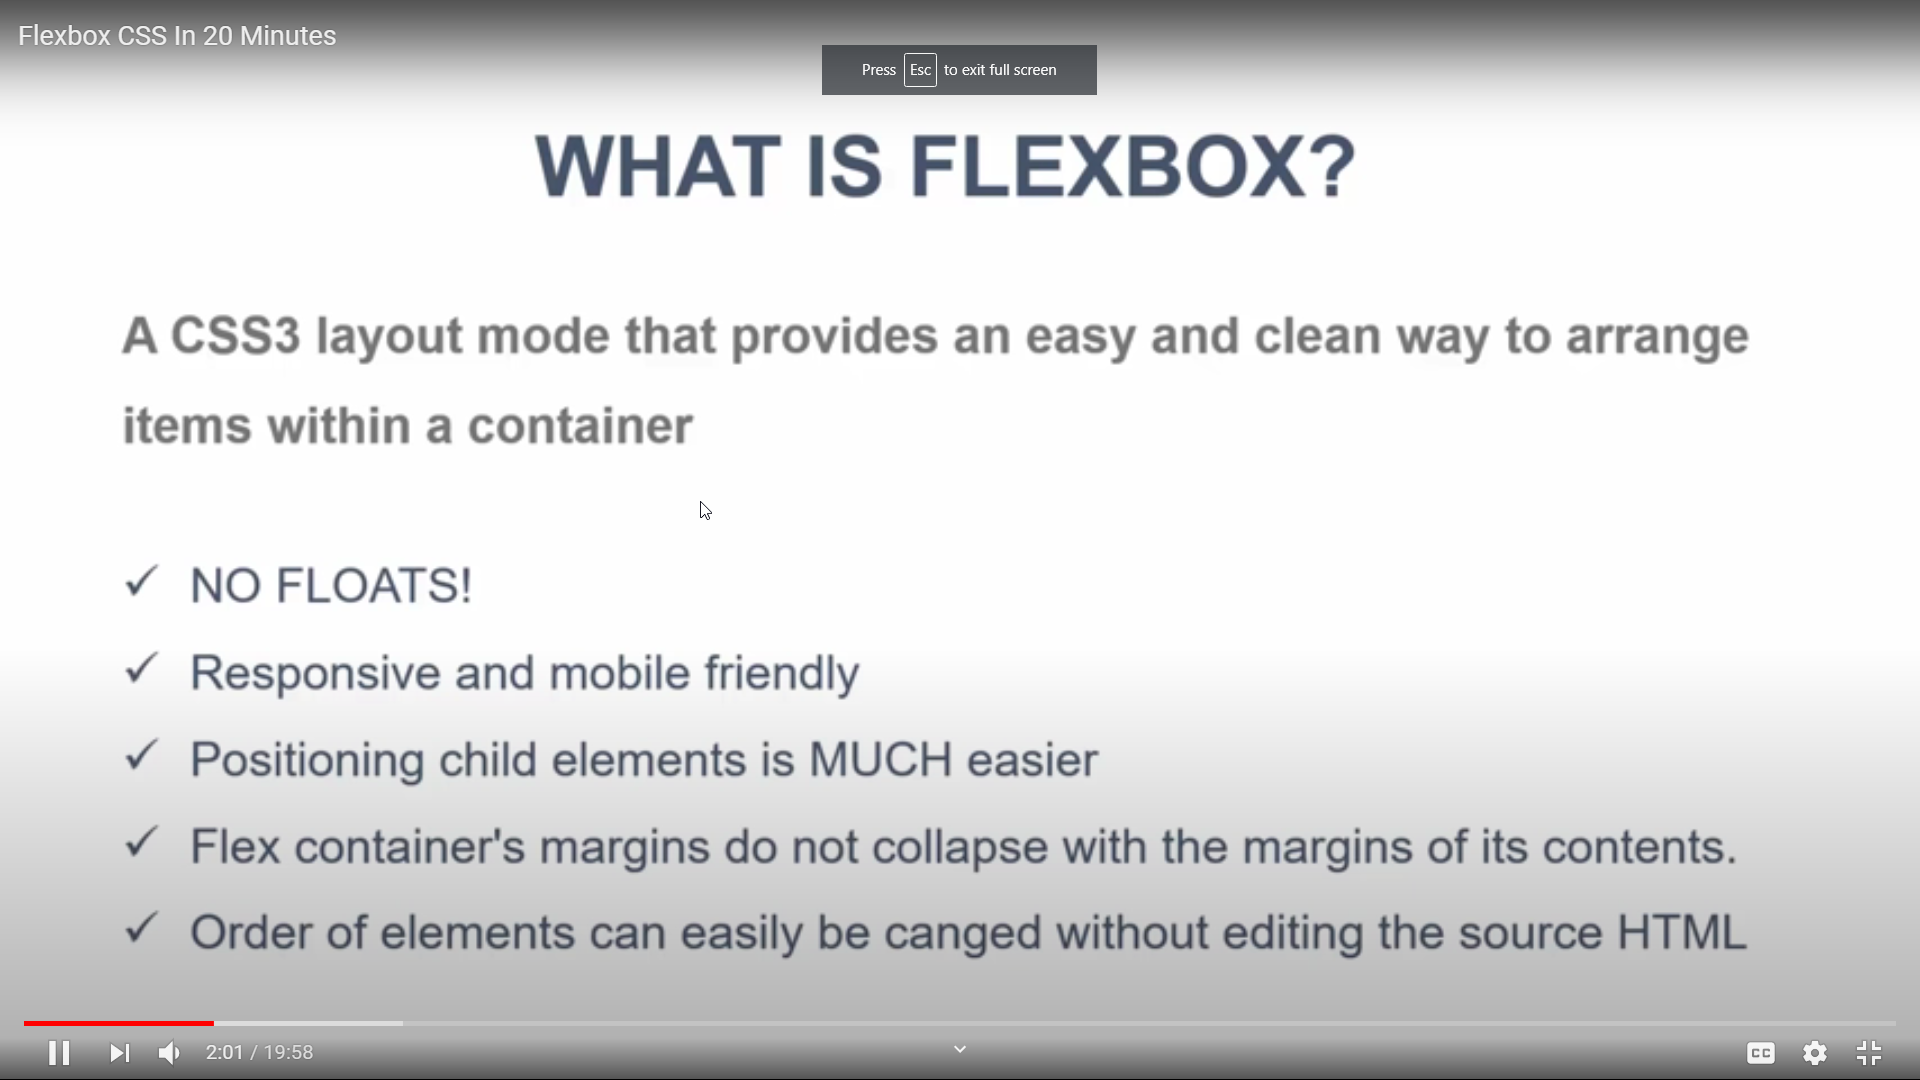 Flexbox CSS In 20 Minutes
Press Esc to exit full screen
WHAT IS FLEXBOX?
A CSS3 layout mode that provides an easy and clean way to arrange
items within a container
✓ NO FLOATS!
✓ Responsive and mobile friendly
✓ Positioning child elements is MUCH easier
✓ Flex container's margins do not collapse with the margins of its contents.
✓ Order of elements can easily be canged without editing the source HTML
2:01 / 19:58
CC